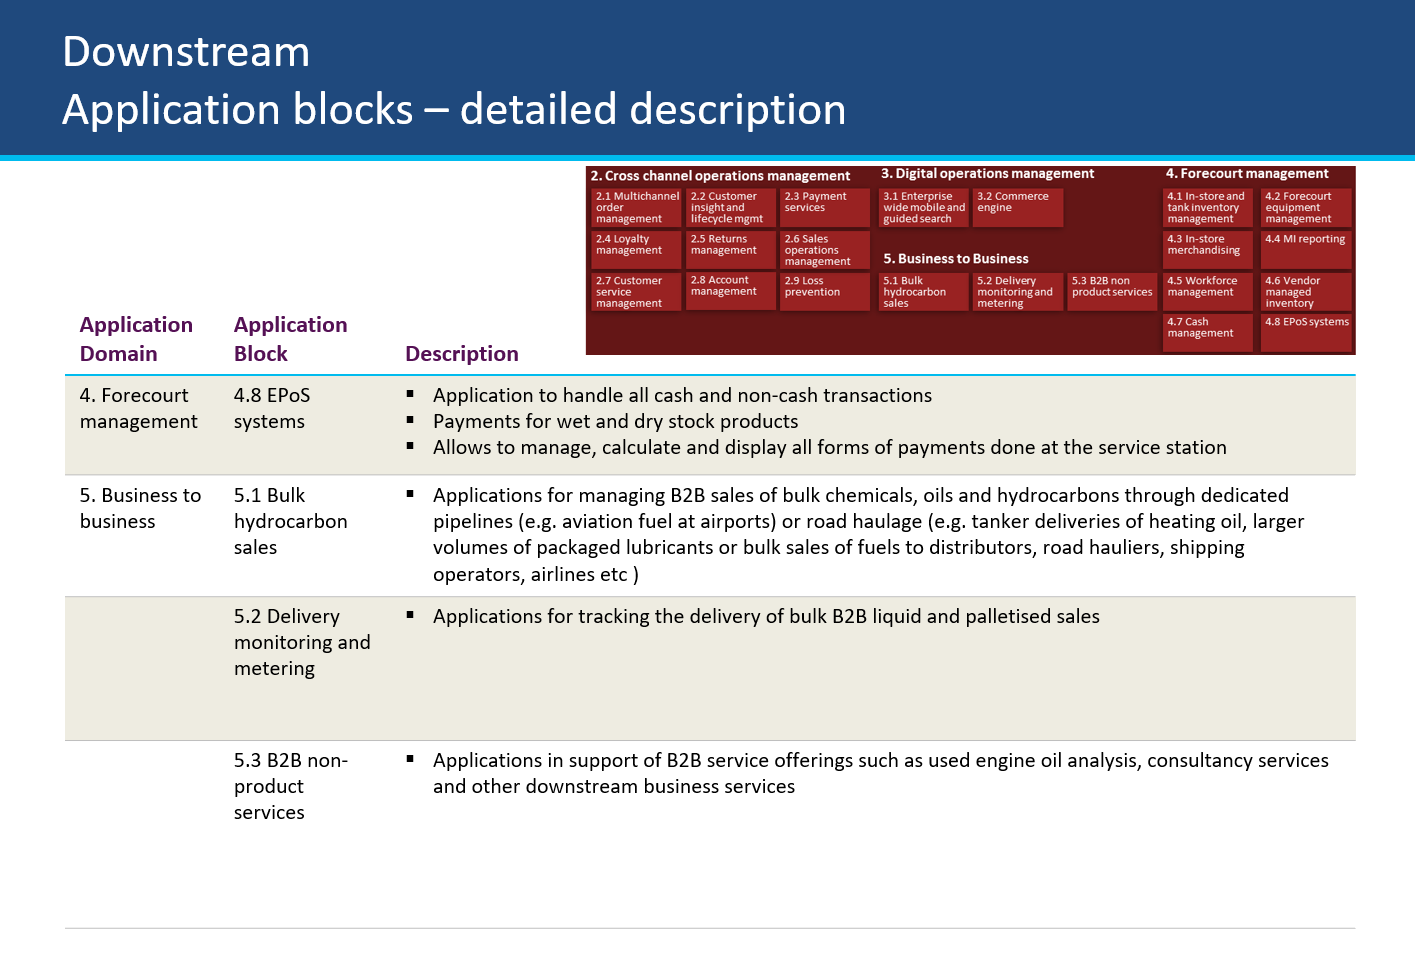 Downstream
Application blocks – detailed description
2. Cross channel operations management
2.1 Multichannel
order
management
2.2 Customer
insight and
lifecycle mgmt
2.3 Payment
services
2.4 Loyalty
management
2.5 Returns
management
2.6 Sales
operations
management
2.7 Customer
service
management
2.8 Account
management
2.9 Loss
prevention
3. Digital operations management
3.1 Enterprise
wide mobile and
guided search
3.2 Commerce
engine
5. Business to Business
5.1 Bulk
hydrocarbon
sales
5.2 Delivery
monitoring and
metering
5.3 B2B non
product services
4. Forecourt management
4.1 In-store and
tank inventory
management
4.2 Forecourt
equipment
management
4.3 In-store
merchandising
4.4 MI reporting
4.5 Workforce
management
4.6 Vendor
managed
inventory
4.7 Cash
management
4.8 EPoS systems
Application
Domain
Application
Block
Description
4. Forecourt
management
4.8 EPoS
systems
▪ Application to handle all cash and non-cash transactions
▪ Payments for wet and dry stock products
▪ Allows to manage, calculate and display all forms of payments done at the service station
5. Business to
business
5.1 Bulk
hydrocarbon
sales
▪ Applications for managing B2B sales of bulk chemicals, oils and hydrocarbons through dedicated
pipelines (e.g. aviation fuel at airports) or road haulage (e.g. tanker deliveries of heating oil, larger
volumes of packaged lubricants or bulk sales of fuels to distributors, road hauliers, shipping
operators, airlines etc )
5.2 Delivery
monitoring and
metering
▪ Applications for tracking the delivery of bulk B2B liquid and palletised sales
5.3 B2B non-
product
services
▪ Applications in support of B2B service offerings such as used engine oil analysis, consultancy services
and other downstream business services